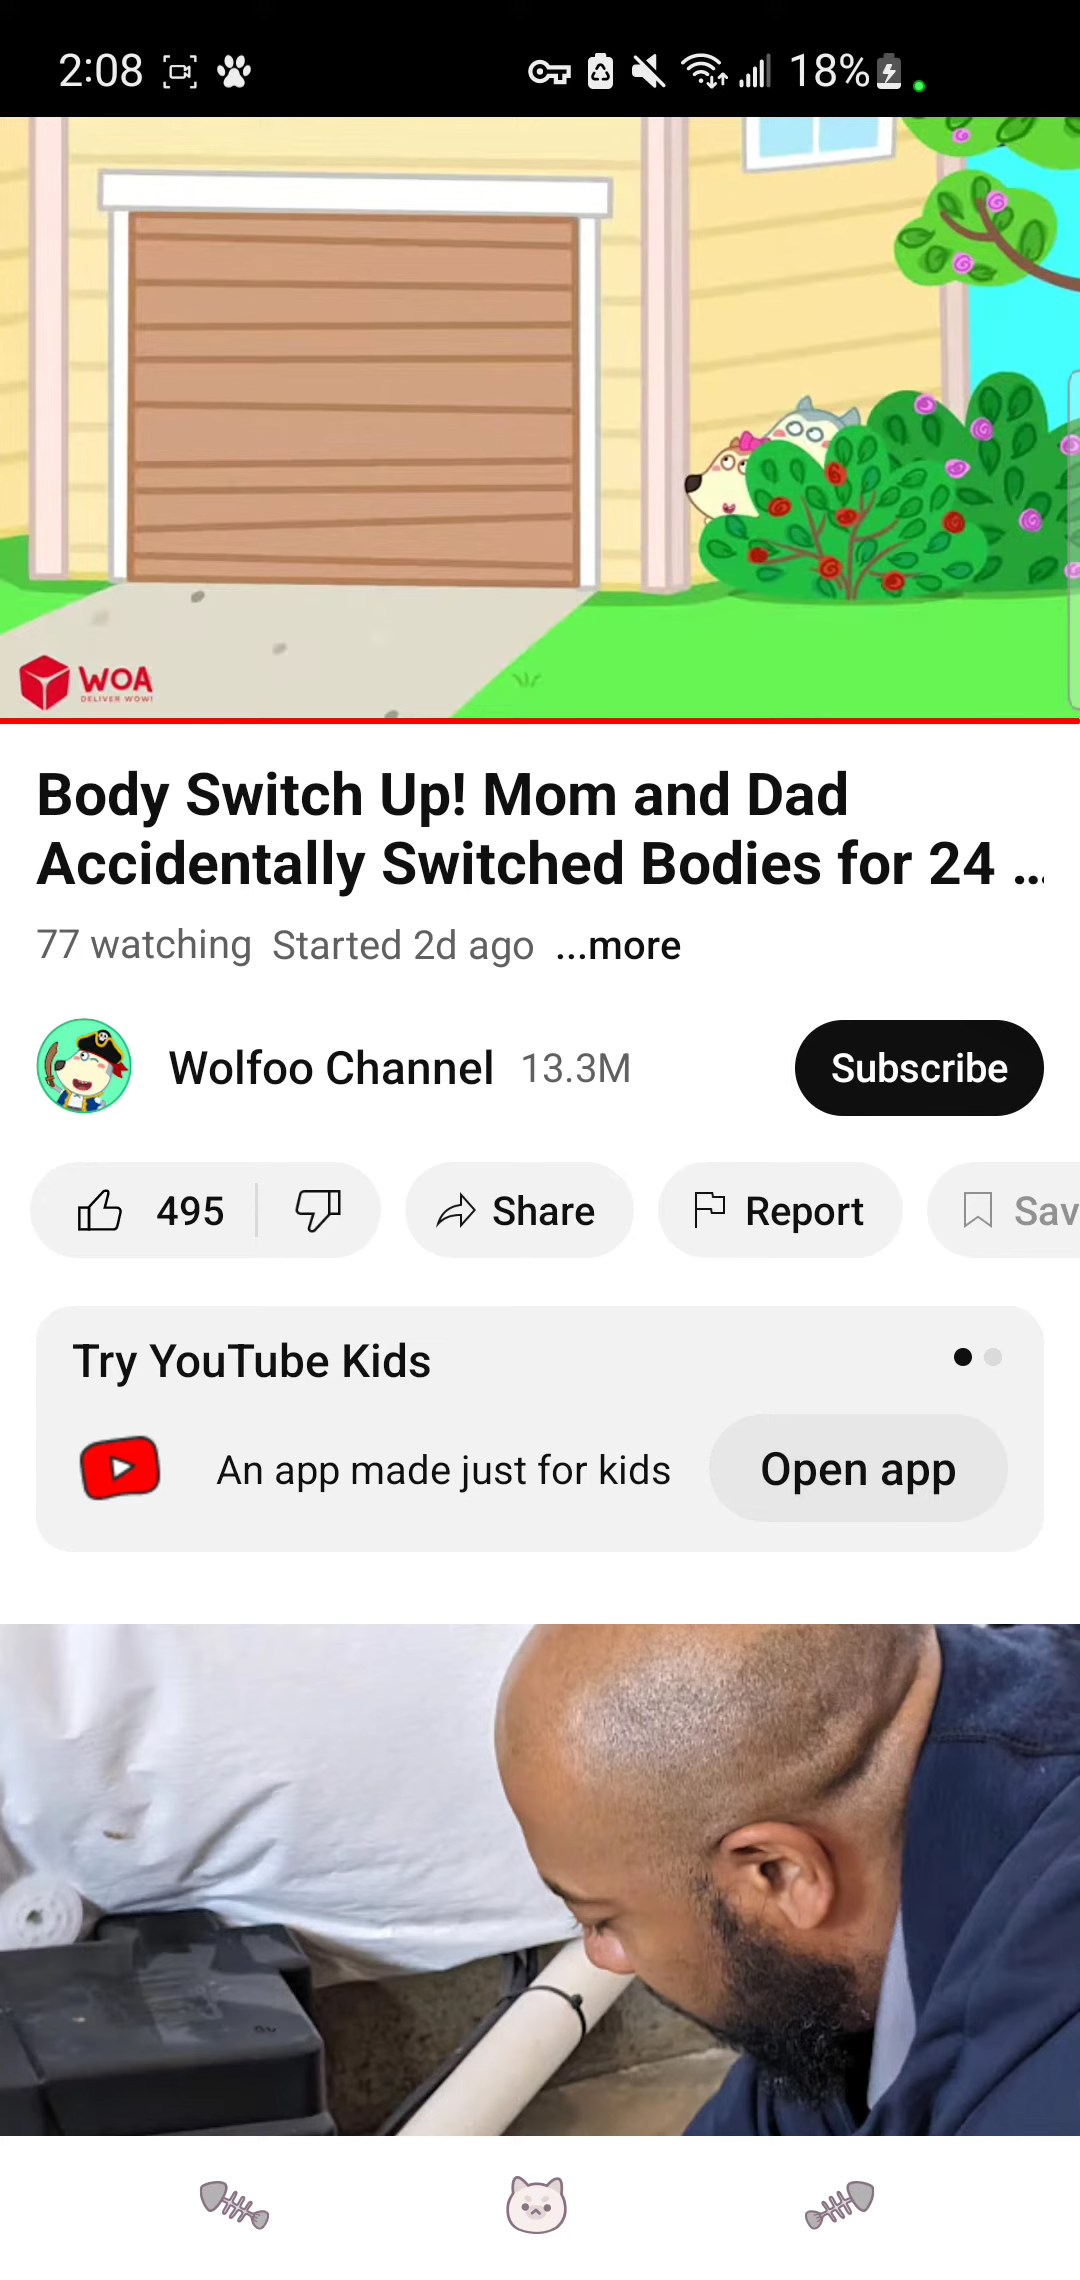 2:08 18%
WOA
DELIVER WOW!
Body Switch Up! Mom and Dad
Accidentally Switched Bodies for 24 ...
77 watching Started 2d ago ...more
Wolfoo Channel 13.3M Subscribe
495 Share Report Sav
Try YouTube Kids
An app made just for kids Open app